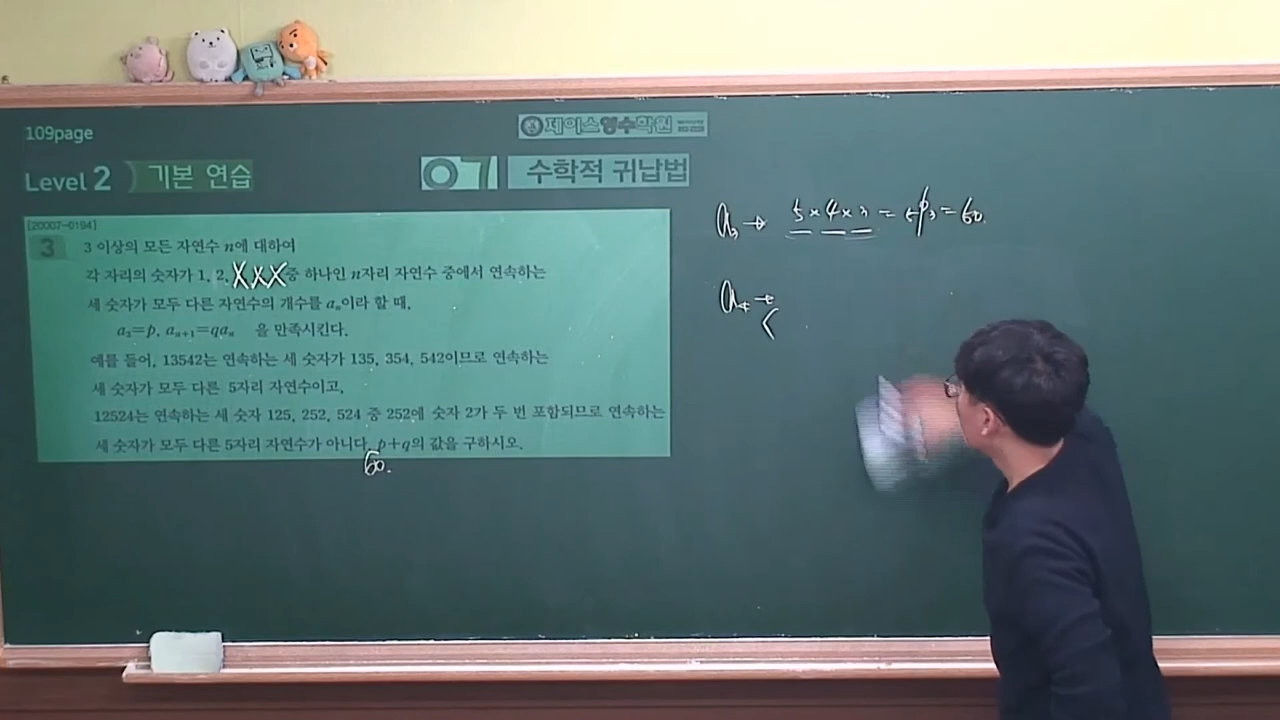 109page
제이스영수학원
Level 2 기본 연습
07 수학적 귀납법
[20007-0194]
3 3 이상의 모든 자연수 n에 대하여
각 자리의 숫자가 1, 2, XXX중 하나인 n자리 자연수 중에서 연속하는
세 숫자가 모두 다른 자연수의 개수를 aₙ이라 할 때,
a₃=p, aₙ₊₁=qaₙ 을 만족시킨다.
예를 들어, 13542는 연속하는 세 숫자가 135, 354, 542이므로 연속하는
세 숫자가 모두 다른 5자리 자연수이고,
12524는 연속하는 세 숫자 125, 252, 524 중 252에 숫자 2가 두 번 포함되므로 연속하는
세 숫자가 모두 다른 5자리 자연수가 아니다. p+q의 값을 구하시오.
60.
a₃ → 5×4×3 = ₅P₃ = 60.
a₄ →